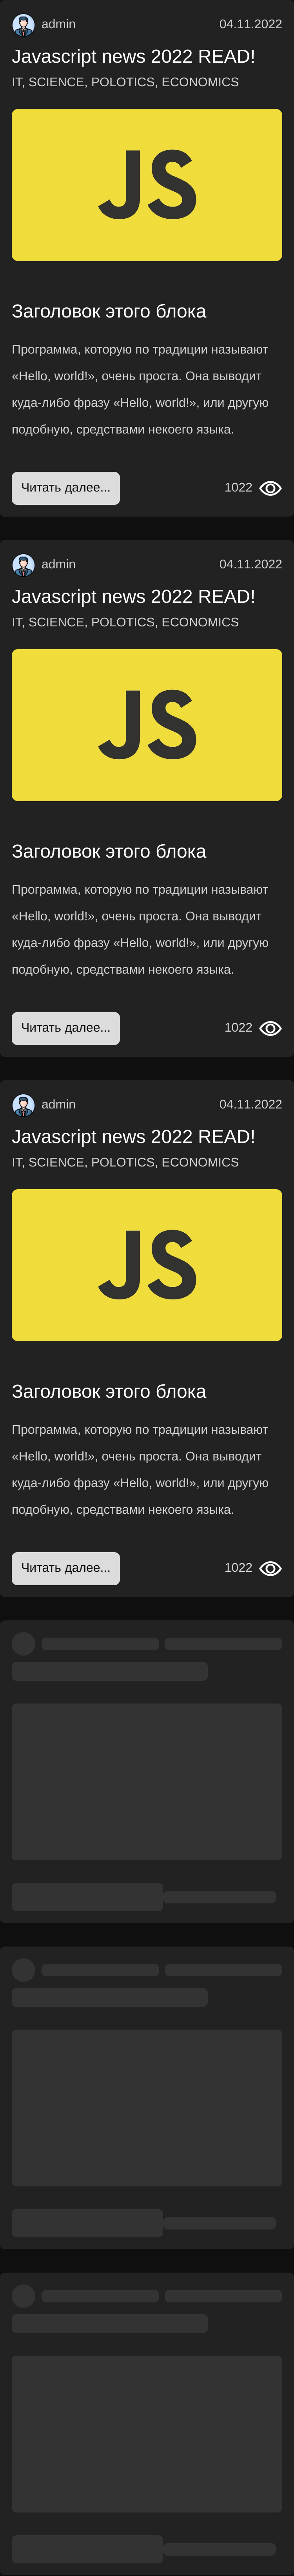 admin 04.11.2022
Javascript news 2022 READ!
IT, SCIENCE, POLOTICS, ECONOMICS
JS
Заголовок этого блока
Программа, которую по традиции называют
«Hello, world!», очень проста. Она выводит
куда-либо фразу «Hello, world!», или другую
подобную, средствами некоего языка.
Читать далее... 1022
admin 04.11.2022
Javascript news 2022 READ!
IT, SCIENCE, POLOTICS, ECONOMICS
JS
Заголовок этого блока
Программа, которую по традиции называют
«Hello, world!», очень проста. Она выводит
куда-либо фразу «Hello, world!», или другую
подобную, средствами некоего языка.
Читать далее... 1022
admin 04.11.2022
Javascript news 2022 READ!
IT, SCIENCE, POLOTICS, ECONOMICS
JS
Заголовок этого блока
Программа, которую по традиции называют
«Hello, world!», очень проста. Она выводит
куда-либо фразу «Hello, world!», или другую
подобную, средствами некоего языка.
Читать далее... 1022